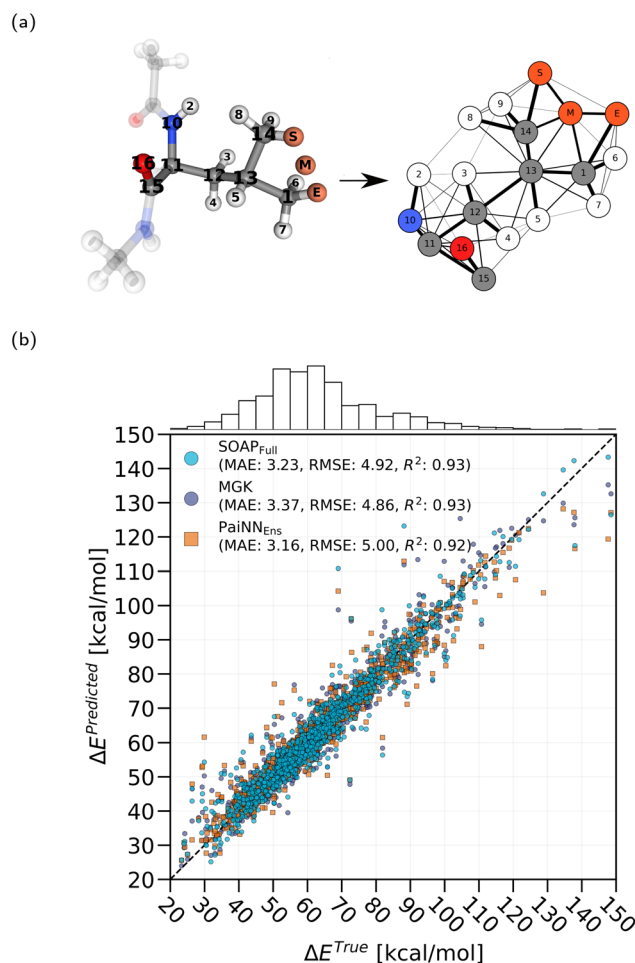 (a)
2
10
16
15
11
12
3
4
13
5
8
9
14
S
M
E
1
6
7
S
M
E
9
8
14
13
1
6
7
2
3
12
5
4
10
11
16
15
(b)
SOAP_Full
(MAE: 3.23, RMSE: 4.92, R²: 0.93)
MGK
(MAE: 3.37, RMSE: 4.86, R²: 0.93)
PaiNN_Ens
(MAE: 3.16, RMSE: 5.00, R²: 0.92)
150
140
130
120
110
100
90
80
70
60
50
40
30
20
ΔE^Predicted [kcal/mol]
20 30 40 50 60 70 80 90 100 110 120 130 140 150
ΔE^True [kcal/mol]